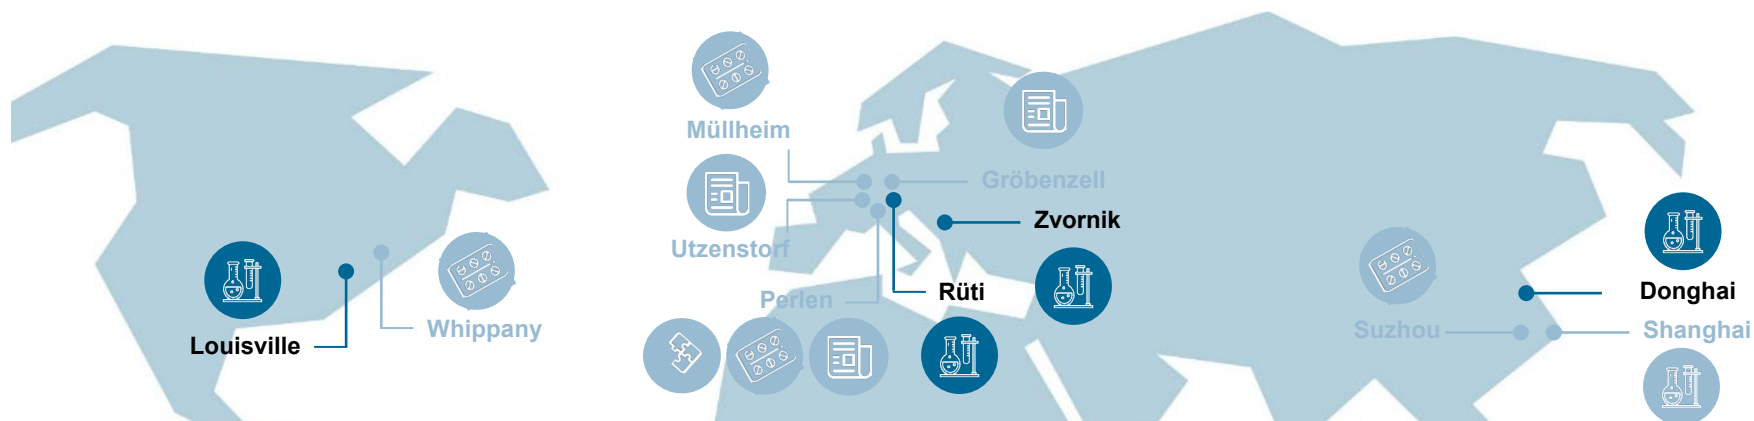 Müllheim
Gröbenzell
Zvornik
Utzenstorf
Rüti
Perlen
Donghai
Suzhou
Shanghai
Whippany
Louisville